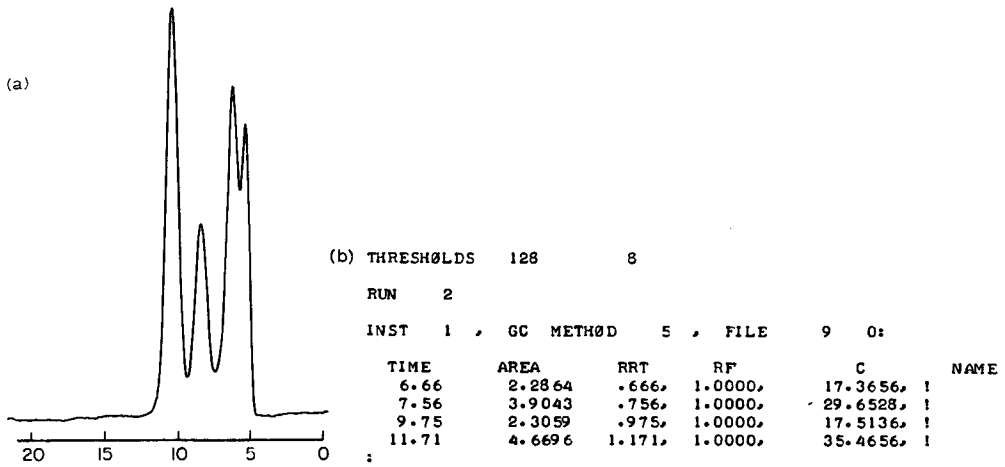 (a)
20 15 10 5 0
(b) THRESHØLDS 128 8
RUN 2
INST 1 , GC METHØD 5 , FILE 9 0:
TIME AREA RRT RF C NAME
6.66 2.2864 .666, 1.0000, 17.3656, !
7.56 3.9043 .756, 1.0000, 29.6528, !
9.75 2.3059 .975, 1.0000, 17.5136, !
11.71 4.6696 1.171, 1.0000, 35.4656, !
: